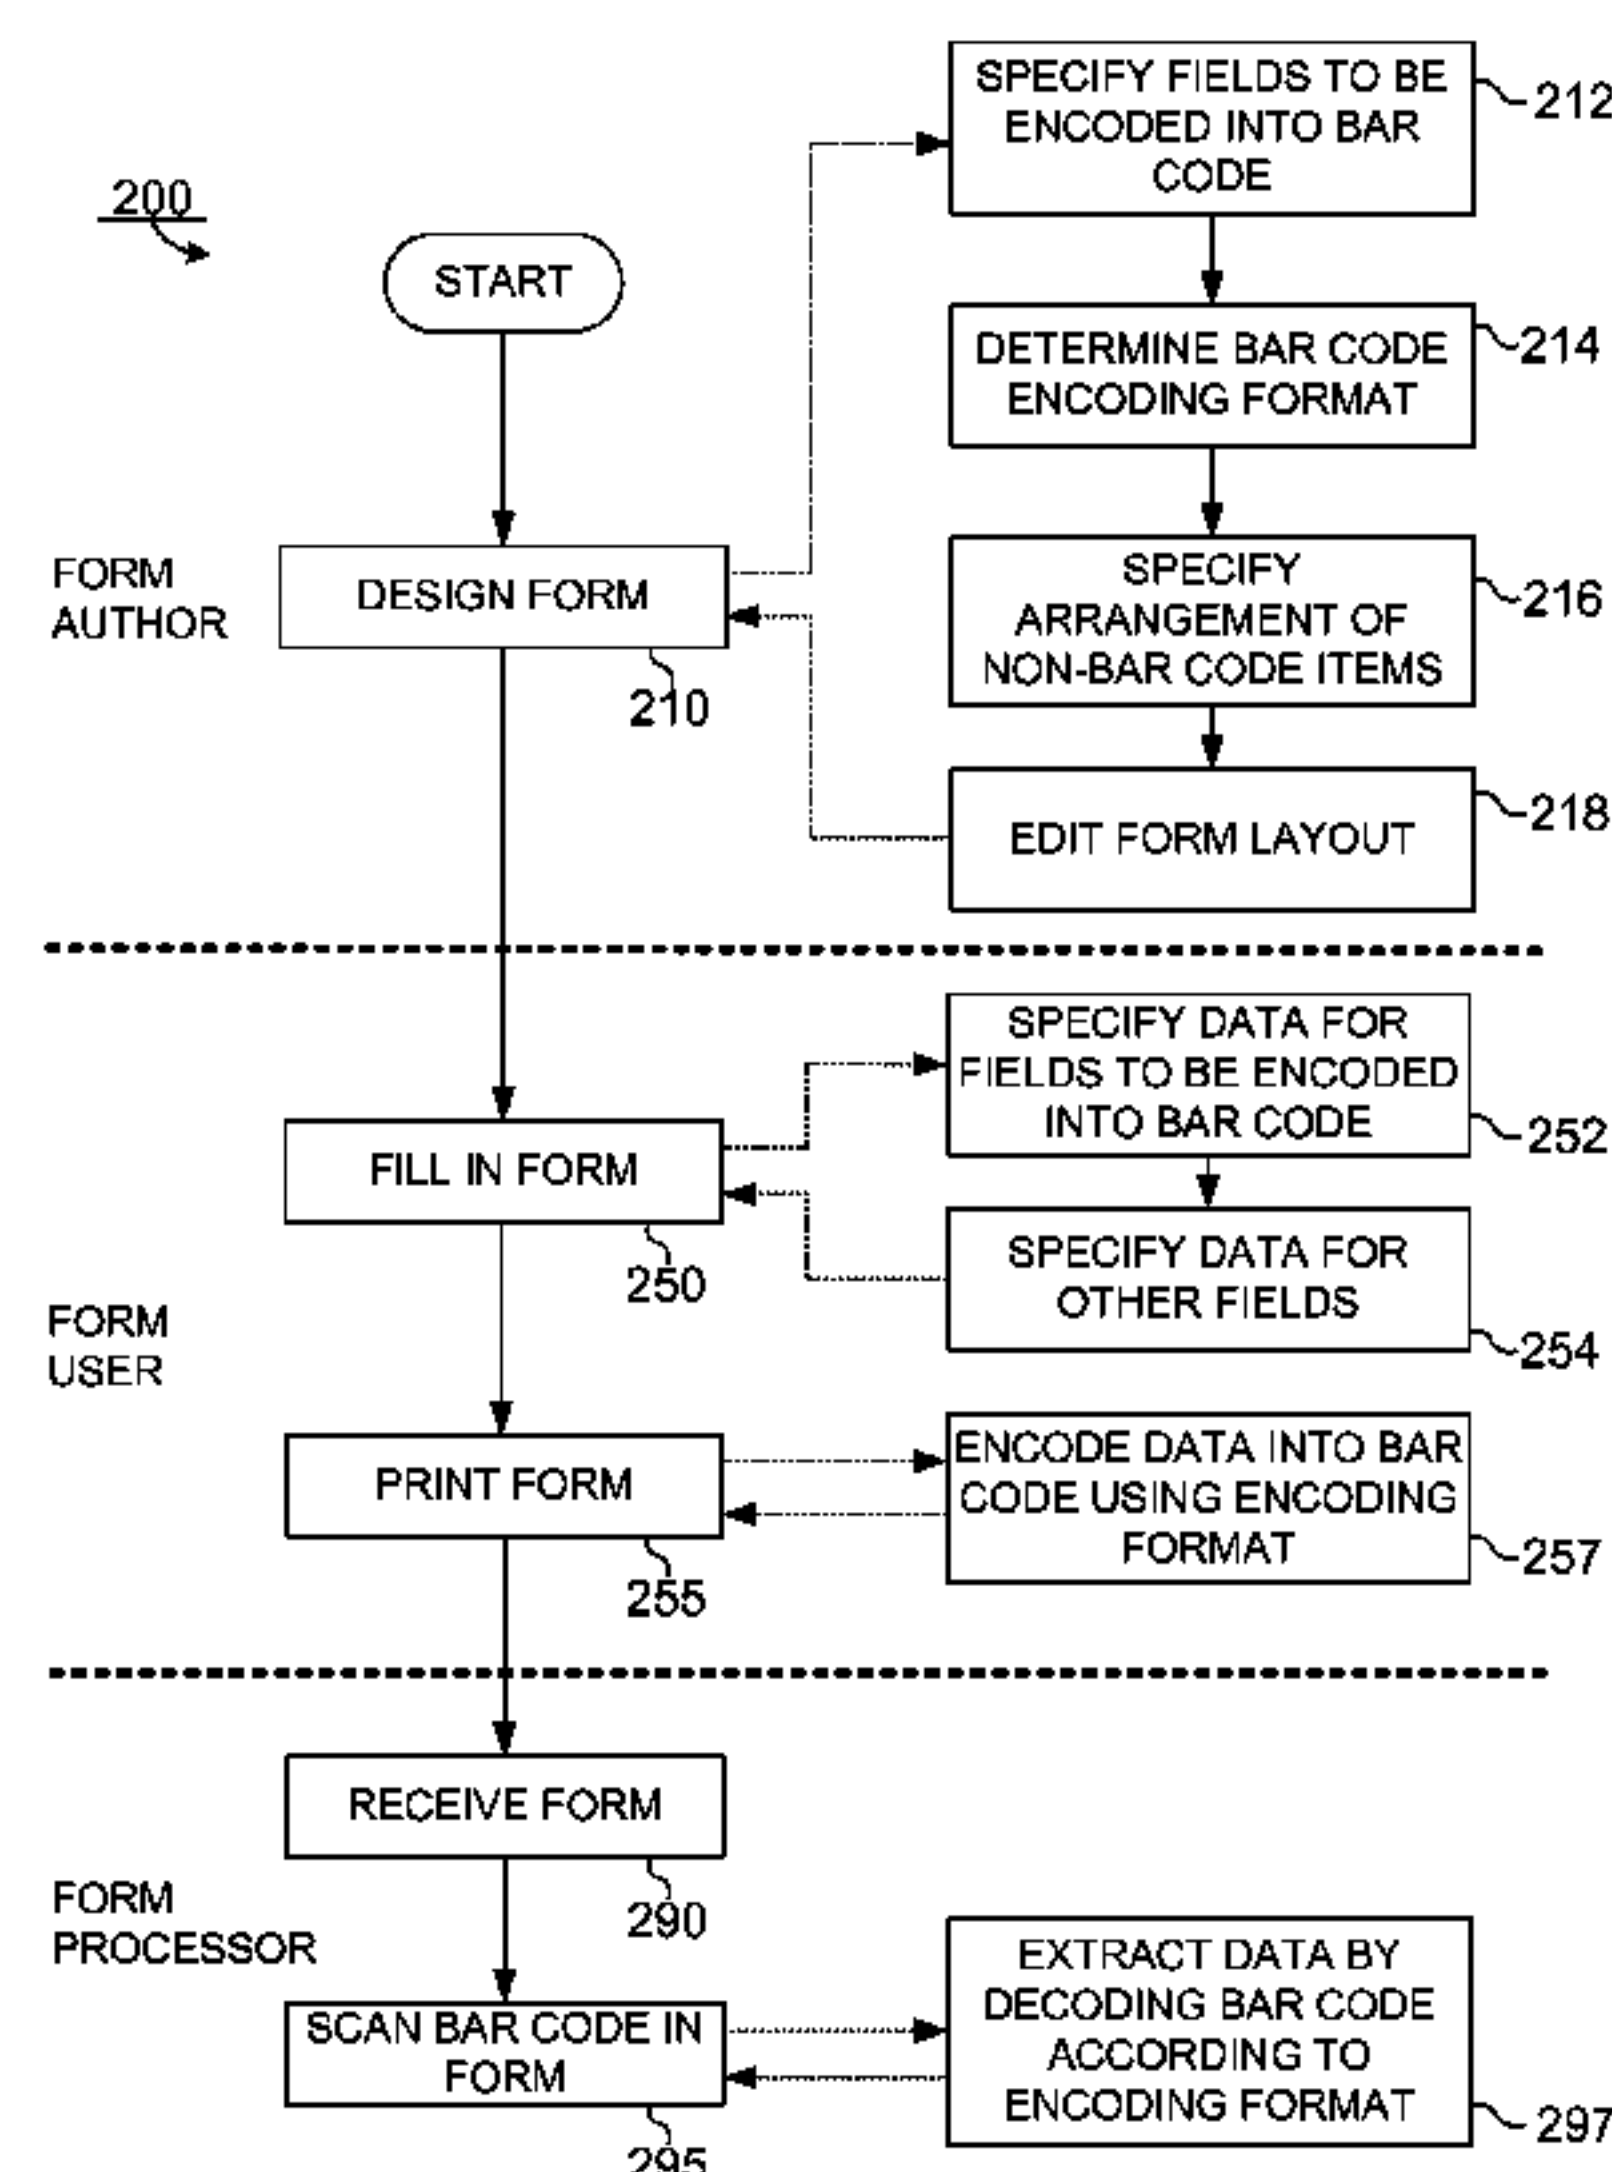 200
START
SPECIFY FIELDS TO BE
ENCODED INTO BAR
CODE
212
DETERMINE BAR CODE
ENCODING FORMAT
214
FORM
AUTHOR
DESIGN FORM
210
SPECIFY
ARRANGEMENT OF
NON-BAR CODE ITEMS
216
EDIT FORM LAYOUT
218
SPECIFY DATA FOR
FIELDS TO BE ENCODED
INTO BAR CODE
252
FILL IN FORM
250
SPECIFY DATA FOR
OTHER FIELDS
254
FORM
USER
PRINT FORM
255
ENCODE DATA INTO BAR
CODE USING ENCODING
FORMAT
257
RECEIVE FORM
290
FORM
PROCESSOR
SCAN BAR CODE IN
FORM
295
EXTRACT DATA BY
DECODING BAR CODE
ACCORDING TO
ENCODING FORMAT
297